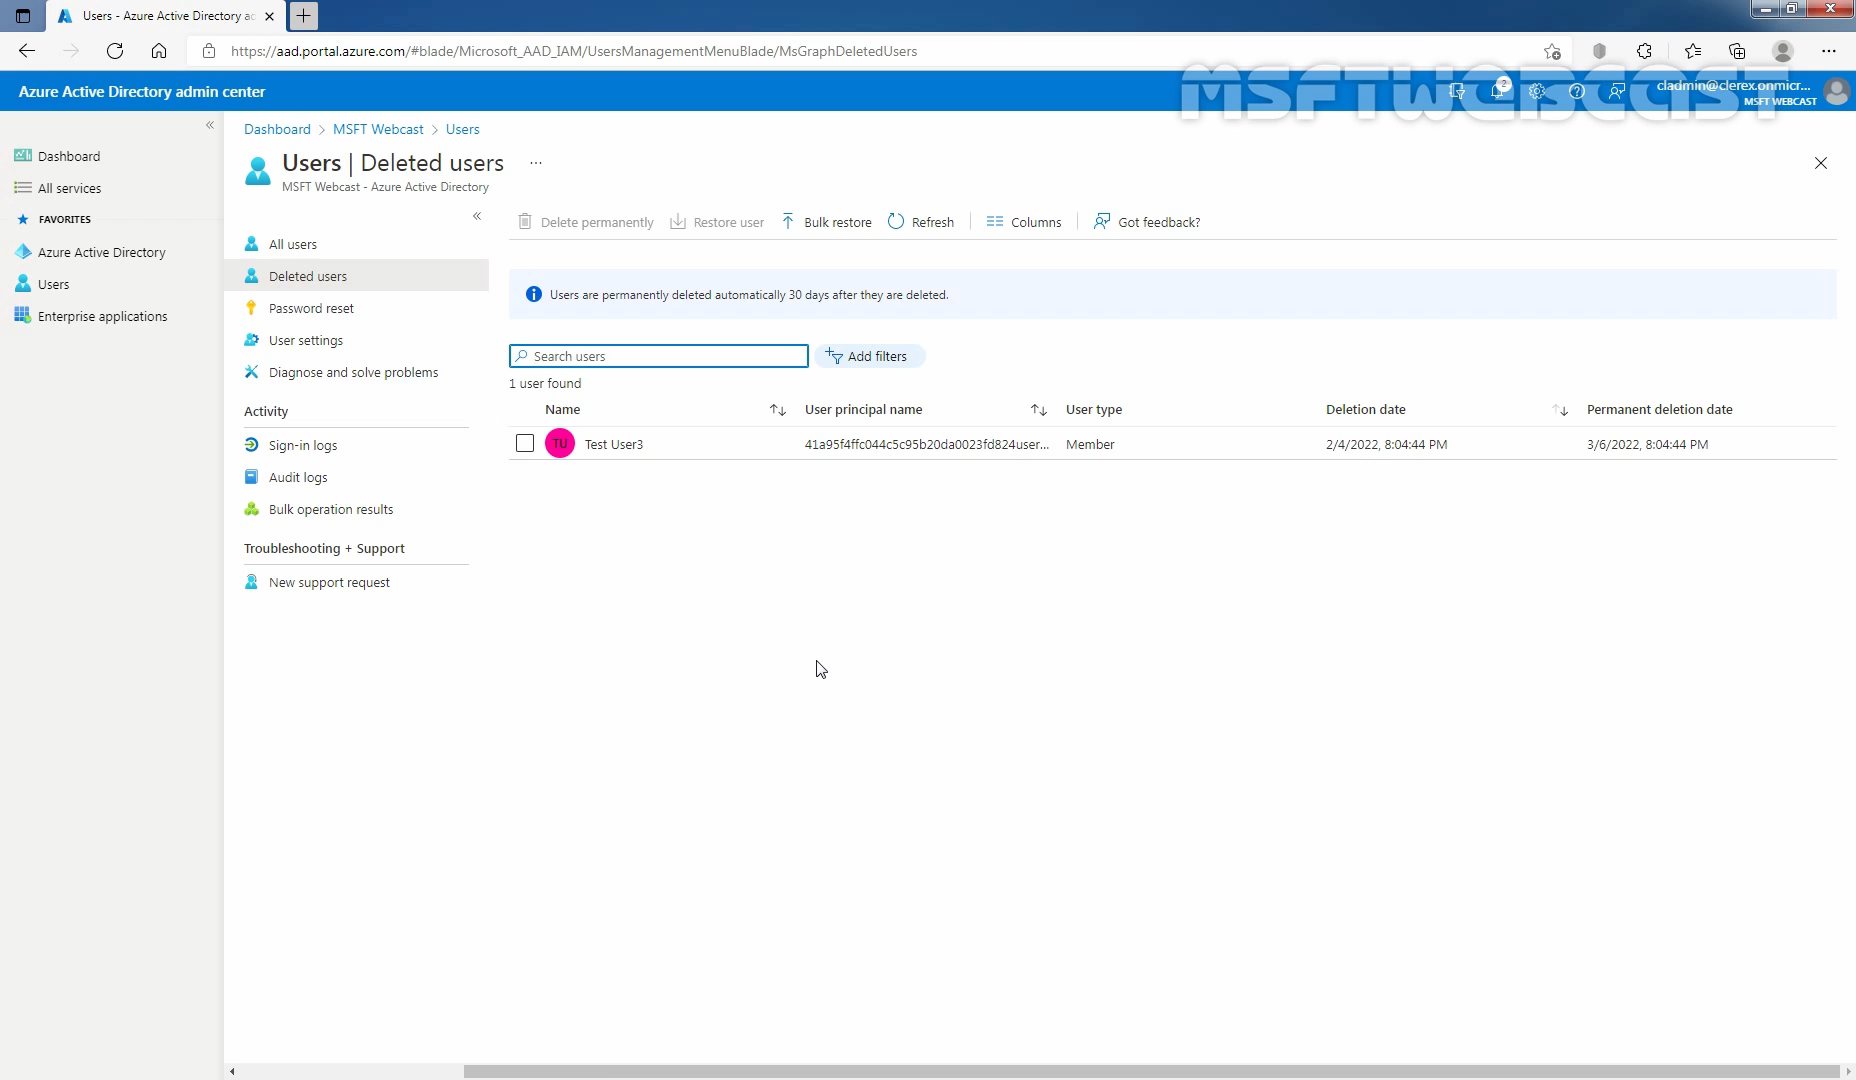 Users - Azure Active Directory ac
https://aad.portal.azure.com/#blade/Microsoft_AAD_IAM/UsersManagementMenuBlade/MsGraphDeletedUsers
MSFTWEBCAST
Azure Active Directory admin center
2
cladmin@clerex.onmicr...
MSFT WEBCAST
Dashboard
All services
FAVORITES
Azure Active Directory
Users
Enterprise applications
Dashboard > MSFT Webcast > Users
Users | Deleted users ...
MSFT Webcast - Azure Active Directory
All users
Deleted users
Password reset
User settings
Diagnose and solve problems
Activity
Sign-in logs
Audit logs
Bulk operation results
Troubleshooting + Support
New support request
Delete permanently Restore user Bulk restore Refresh Columns Got feedback?
Users are permanently deleted automatically 30 days after they are deleted.
Search users Add filters
1 user found
Name User principal name User type Deletion date Permanent deletion date
TU Test User3 41a95f4ffc044c5c95b20da0023fd824user... Member 2/4/2022, 8:04:44 PM 3/6/2022, 8:04:44 PM